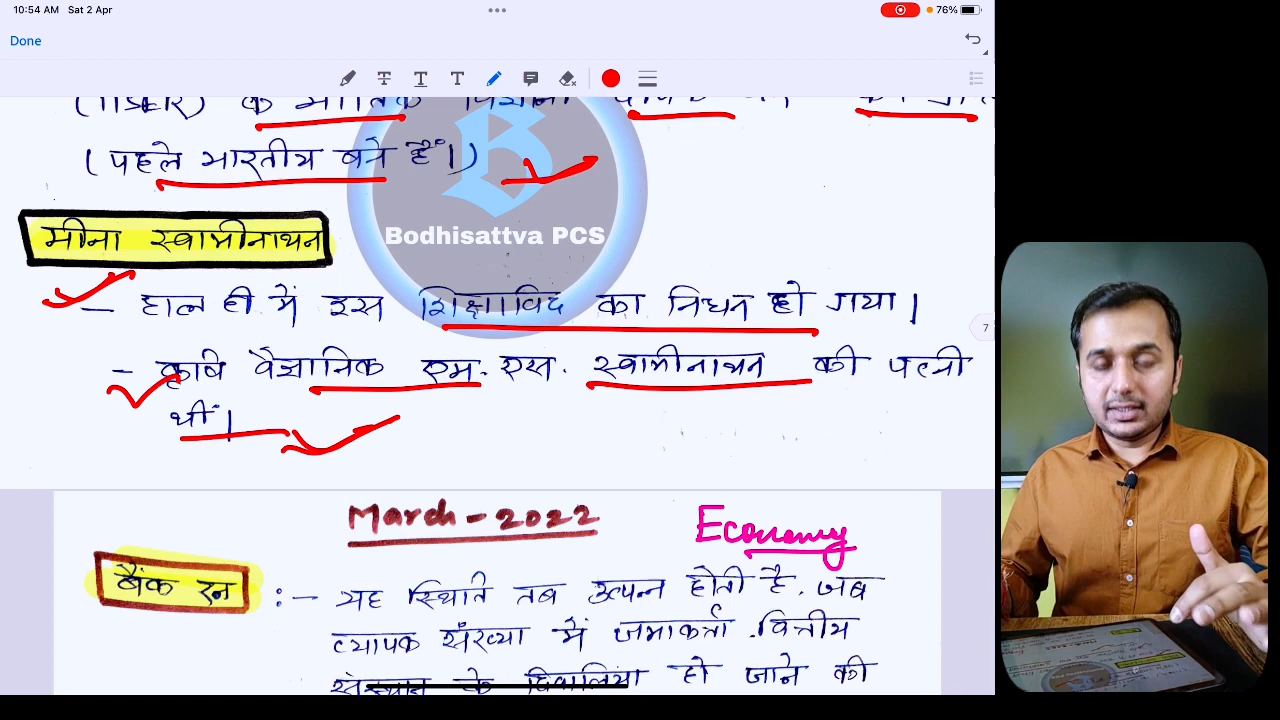 10:54 AM Sat 2 Apr
76%
Done
(पहले भारतीय बने हैं।)
Bodhisattva PCS
मीना स्वामीनाथन
- हाल ही में इस शिक्षाविद का निधन हो गया।
7
- कृषि वैज्ञानिक एम. एस. स्वामीनाथन की पत्नी
थीं।
March-2022
Economy
बैंक रन :- यह स्थिति तब उत्पन्न होती है, जब
व्यापक संख्या में जमाकर्त्ता वित्तीय
के दिवालिया हो जाने की